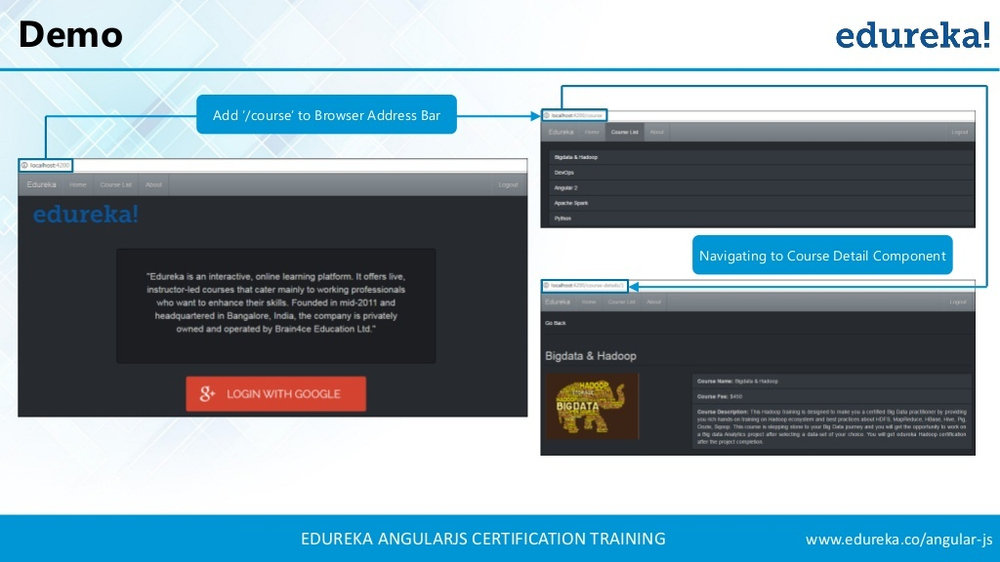 Demo
edureka!
Add ‘/course’ to Browser Address Bar
localhost:4200
Edureka Home Course List About Logout
edureka!
"Edureka is an interactive, online learning platform. It offers live,
instructor-led courses that cater mainly to working professionals
who want to enhance their skills. Founded in mid-2011 and
headquartered in Bangalore, India, the company is privately
owned and operated by Brain4ce Education Ltd."
g+ LOGIN WITH GOOGLE
localhost:4200/course
Edureka Home Course List About Logout
Bigdata & Hadoop
DevOps
Angular 2
Apache Spark
Python
Navigating to Course Detail Component
localhost:4200/course-details/1
Edureka Home Course List About Logout
Go Back
Bigdata & Hadoop
HADOOP
BIGDATA
Course Name: Bigdata & Hadoop
Course Fee: $450
Course Description: This Hadoop training is designed to make you a certified Big Data practitioner by providing
you rich hands-on training on Hadoop ecosystem and best practices about HDFS, MapReduce, HBase, Hive, Pig,
Oozie, Sqoop. This course is stepping stone to your Big Data journey and you will get the opportunity to work on
a Big data Analytics project after selecting a data-set of your choice. You will get edureka Hadoop certification
after the project completion.
EDUREKA ANGULARJS CERTIFICATION TRAINING
www.edureka.co/angular-js